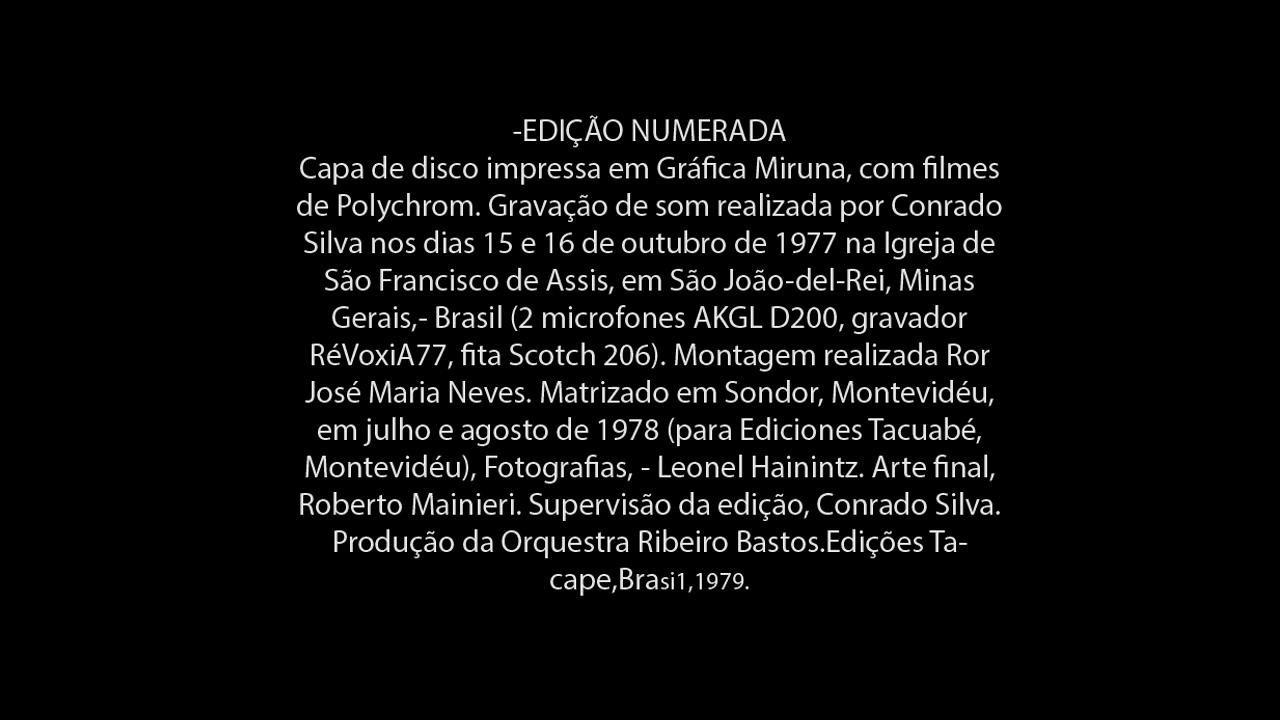 -EDIÇÃO NUMERADA
Capa de disco impressa em Gráfica Miruna, com filmes
de Polychrom. Gravação de som realizada por Conrado
Silva nos dias 15 e 16 de outubro de 1977 na Igreja de
São Francisco de Assis, em São João-del-Rei, Minas
Gerais,- Brasil (2 microfones AKGL D200, gravador
RéVoxiA77, fita Scotch 206). Montagem realizada Ror
José Maria Neves. Matrizado em Sondor, Montevidéu,
em julho e agosto de 1978 (para Ediciones Tacuabé,
Montevidéu), Fotografias, - Leonel Hainintz. Arte final,
Roberto Mainieri. Supervisão da edição, Conrado Silva.
Produção da Orquestra Ribeiro Bastos.Edições Ta-
cape,Brasi1,1979.